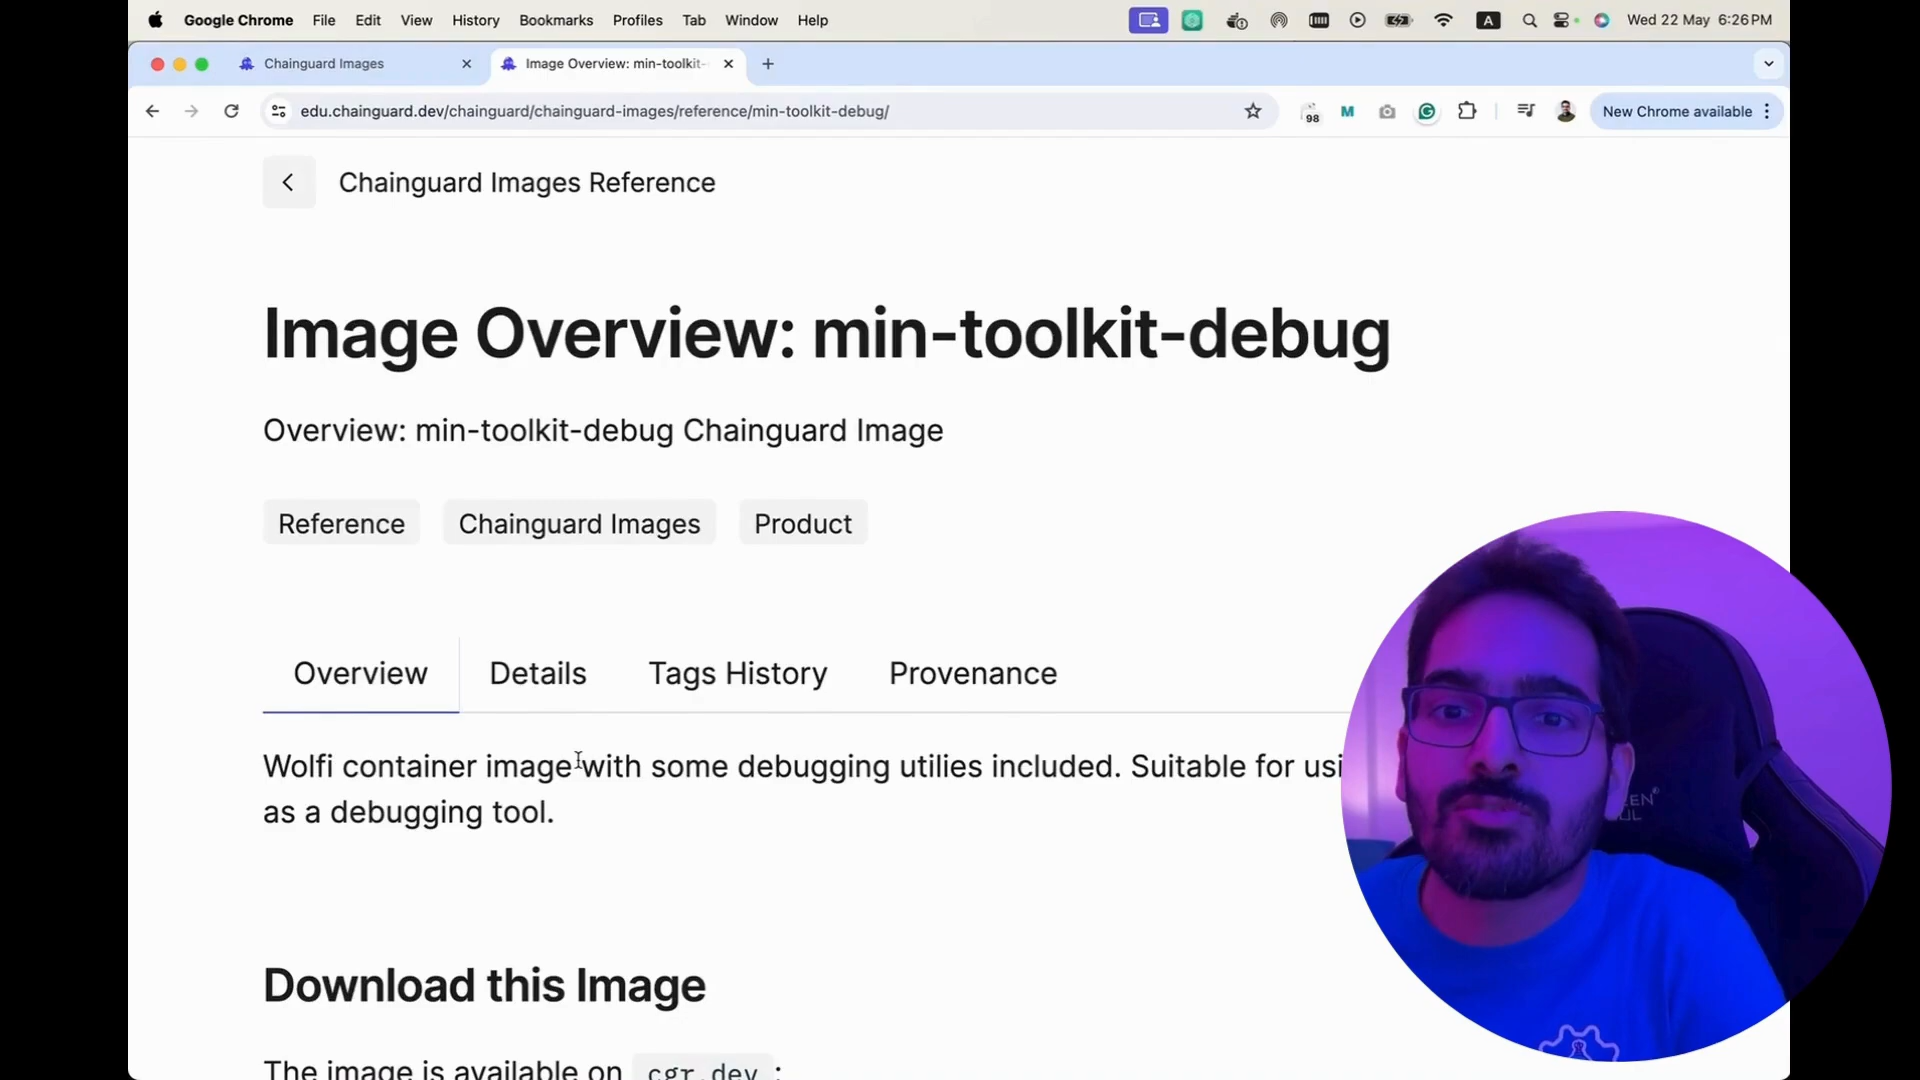 Google Chrome File Edit View History Bookmarks Profiles Tab Window Help A Wed 22 May 6:26 PM
Chainguard Images Image Overview: min-toolkit-
edu.chainguard.dev/chainguard/chainguard-images/reference/min-toolkit-debug/ 98 M New Chrome available
Chainguard Images Reference
Image Overview: min-toolkit-debug
Overview: min-toolkit-debug Chainguard Image
Reference Chainguard Images Product
Overview Details Tags History Provenance
Wolfi container image with some debugging utilies included. Suitable for usi
as a debugging tool.
Download this Image
The image is available on cgr.dev :